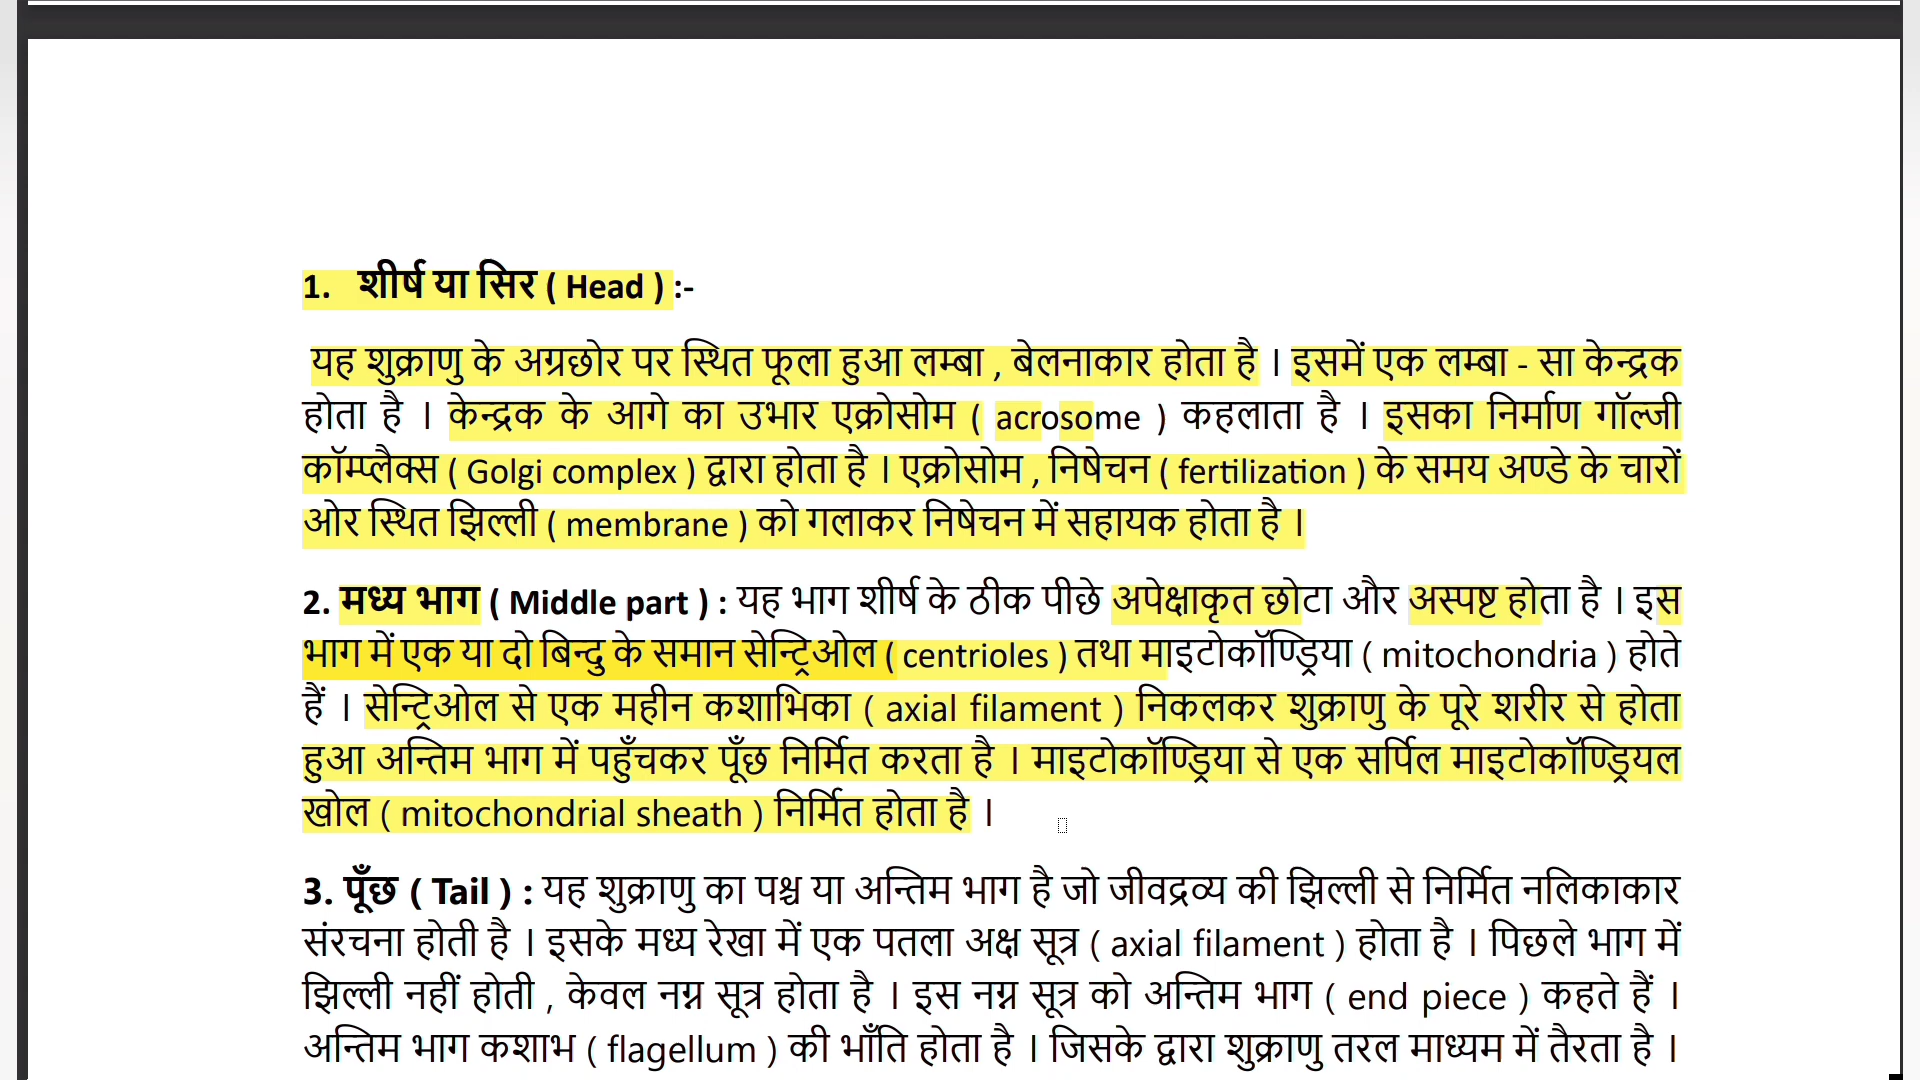 1. शीर्ष या सिर ( Head ) :-
यह शुक्राणु के अग्रछोर पर स्थित फूला हुआ लम्बा , बेलनाकार होता है । इसमें एक लम्बा - सा केन्द्रक
होता है । केन्द्रक के आगे का उभार एक्रोसोम ( acrosome ) कहलाता है । इसका निर्माण गॉल्जी
कॉम्प्लैक्स ( Golgi complex ) द्वारा होता है । एक्रोसोम , निषेचन ( fertilization ) के समय अण्डे के चारों
ओर स्थित झिल्ली ( membrane ) को गलाकर निषेचन में सहायक होता है ।
2. मध्य भाग ( Middle part ) : यह भाग शीर्ष के ठीक पीछे अपेक्षाकृत छोटा और अस्पष्ट होता है । इस
भाग में एक या दो बिन्दु के समान सेन्ट्रिओल ( centrioles ) तथा माइटोकॉण्ड्रिया ( mitochondria ) होते
हैं । सेन्ट्रिओल से एक महीन कशाभिका ( axial filament ) निकलकर शुक्राणु के पूरे शरीर से होता
हुआ अन्तिम भाग में पहुँचकर पूँछ निर्मित करता है । माइटोकॉण्ड्रिया से एक सर्पिल माइटोकॉण्ड्रियल
खोल ( mitochondrial sheath ) निर्मित होता है ।
3. पूँछ ( Tail ) : यह शुक्राणु का पश्च या अन्तिम भाग है जो जीवद्रव्य की झिल्ली से निर्मित नलिकाकार
संरचना होती है । इसके मध्य रेखा में एक पतला अक्ष सूत्र ( axial filament ) होता है । पिछले भाग में
झिल्ली नहीं होती , केवल नग्न सूत्र होता है । इस नग्न सूत्र को अन्तिम भाग ( end piece ) कहते हैं ।
अन्तिम भाग कशाभ ( flagellum ) की भाँति होता है । जिसके द्वारा शुक्राणु तरल माध्यम में तैरता है ।